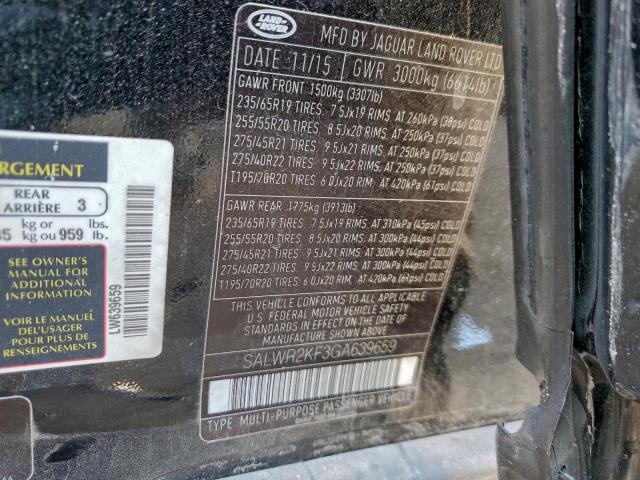 LAND-
ROVER
MFD BY JAGUAR LAND ROVER LTD
DATE 11/15 GWR 3000kg (6614lb)
GAWR FRONT 1500kg (3307lb)
235/65R19 TIRES. 7 5Jx19 RIMS. AT 260kPa (38psi) COLD
255/55R20 TIRES. 8 5Jx20 RIMS. AT 250kPa (37psi) COLD
275/45R21 TIRES. 9 5Jx21 RIMS. AT 250kPa (37psi) COLD
275/40R22 TIRES. 9 5Jx22 RIMS. AT 250kPa (37psi) COLD
T195/70R20 TIRES. 6 0Jx20 RIM. AT 420kPa (61psi) COLD
GAWR REAR 1775kg (3913lb)
235/65R19 TIRES. 7 5Jx19 RIMS. AT 310kPa (45psi) COLD
255/55R20 TIRES. 8 5Jx20 RIMS. AT 300kPa (44psi) COLD
275/45R21 TIRES. 9 5Jx21 RIMS. AT 300kPa (44psi) COLD
275/40R22 TIRES. 9 5Jx22 RIMS. AT 300kPa (44psi) COLD
T195/70R20 TIRES. 6 0Jx20 RIM. AT 420kPa (61psi) COLD
THIS VEHICLE CONFORMS TO ALL APPLICABLE
U.S FEDERAL MOTOR VEHICLE SAFETY AND
THEFT PREVENTION STANDARDS IN EFFECT ON
THE DATE OF MANUFACTURE SHOWN ABOVE.
SALWR2KF3GA639659
TYPE MULTI-PURPOSE PASSENGER VEHICLE
RGEMENT
REAR
ARRIÈRE 3
kg or lbs.
kg ou 959 lb.
SEE OWNER'S
MANUAL FOR
ADDITIONAL
INFORMATION
VOIR LE MANUEL
DE L'USAGER
POUR PLUS DE
LW639659